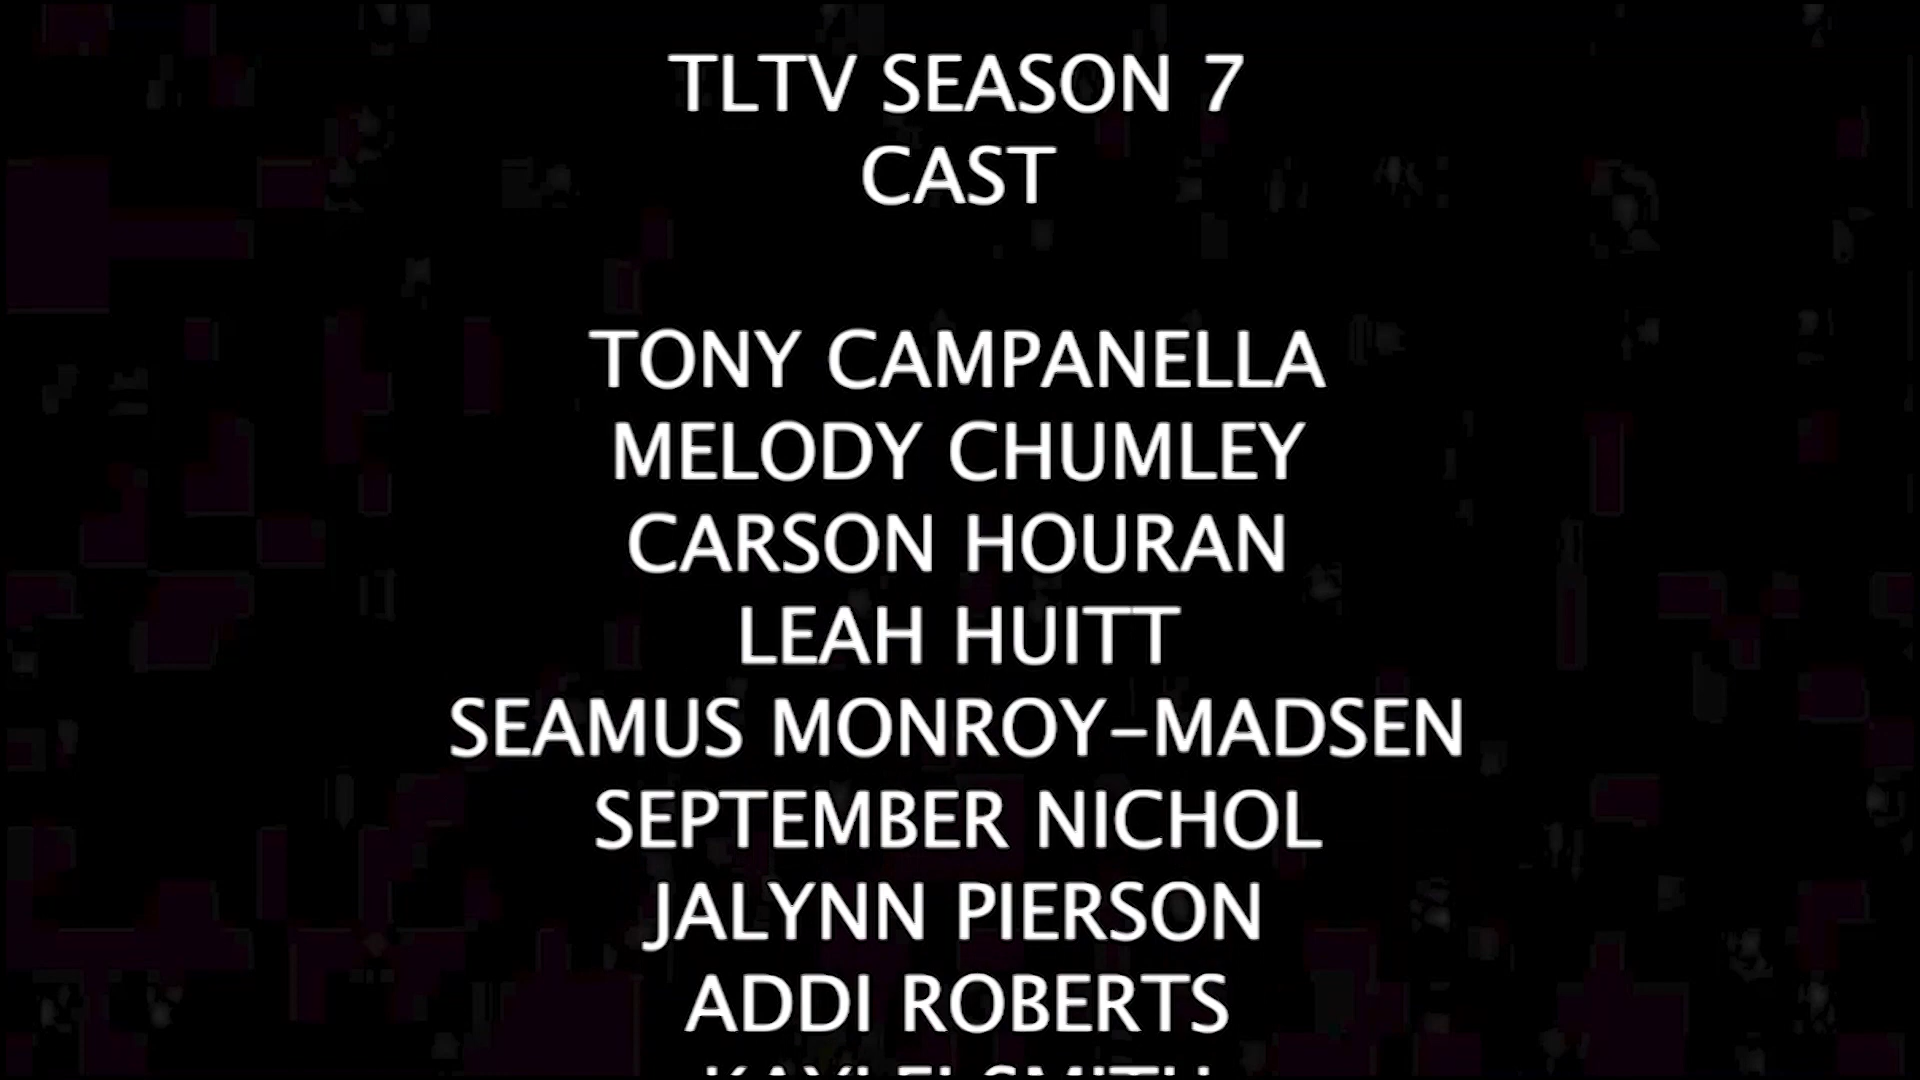 TLTV SEASON 7
CAST
TONY CAMPANELLA
MELODY CHUMLEY
CARSON HOURAN
LEAH HUITT
SEAMUS MONROY-MADSEN
SEPTEMBER NICHOL
JALYNN PIERSON
ADDI ROBERTS